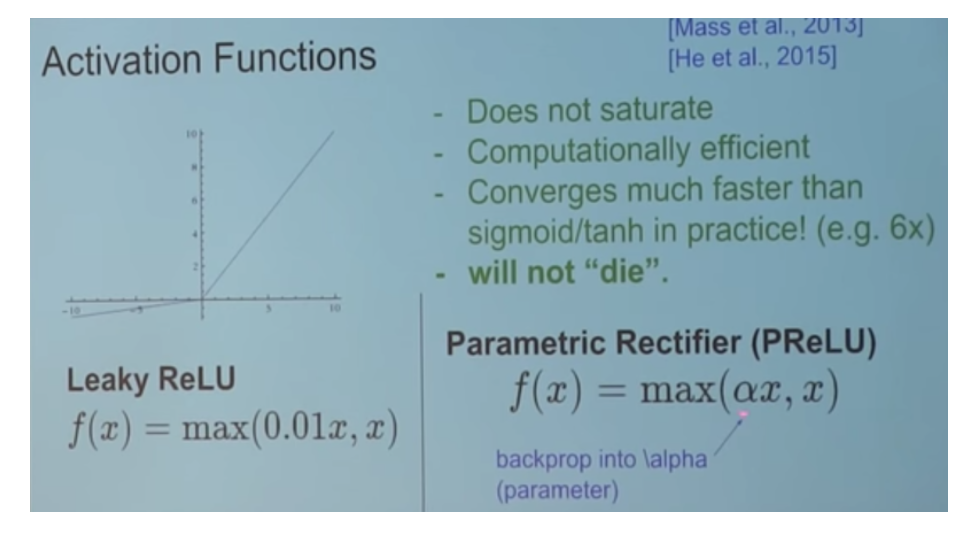 [Mass et al., 2013]
[He et al., 2015]
Activation Functions
- Does not saturate
- Computationally efficient
- Converges much faster than
sigmoid/tanh in practice! (e.g. 6x)
- will not “die”.
10
8
6
4
2
-10 -5 5 10
Leaky ReLU
f(x) = max(0.01x, x)
Parametric Rectifier (PReLU)
f(x) = max(αx, x)
backprop into \alpha
(parameter)